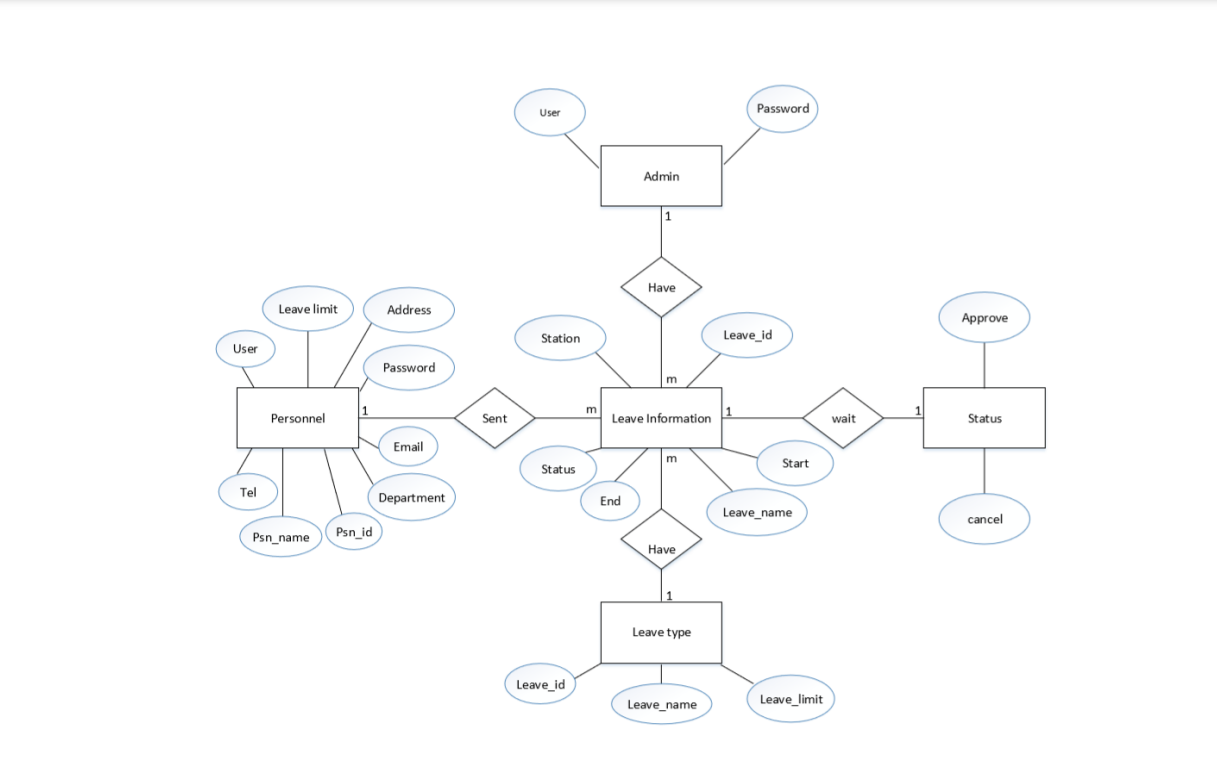 User
Password
Admin
1
Have
Leave limit
Address
Station
Leave_id
Approve
User
Password
m
Personnel
1
Sent
m
Leave Information
1
wait
1
Status
Email
m
Status
Start
Tel
Department
End
Leave_name
cancel
Psn_name
Psn_id
Have
1
Leave type
Leave_id
Leave_name
Leave_limit